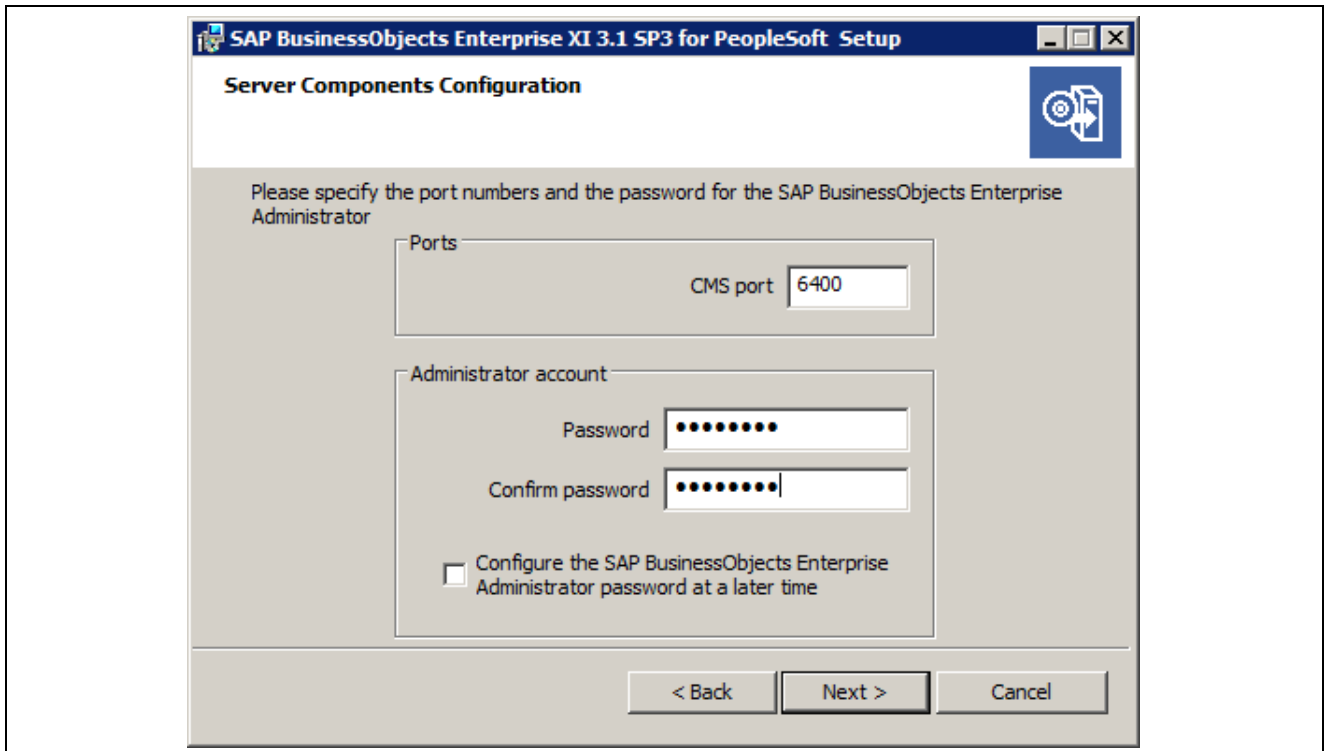 SAP BusinessObjects Enterprise XI 3.1 SP3 for PeopleSoft Setup
Server Components Configuration
Please specify the port numbers and the password for the SAP BusinessObjects Enterprise
Administrator
Ports
CMS port 6400
Administrator account
Password ••••••••
Confirm password ••••••••
Configure the SAP BusinessObjects Enterprise
Administrator password at a later time
< Back Next > Cancel